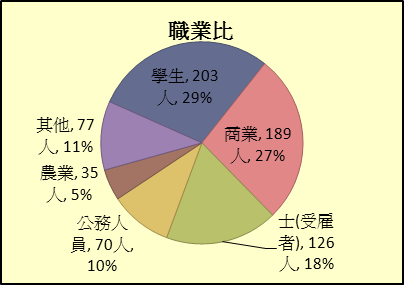 職業比
學生, 203
人, 29%
商業, 189
人, 27%
士(受雇
者), 126
人, 18%
公務人
員, 70人,
10%
農業, 35
人, 5%
其他, 77
人, 11%